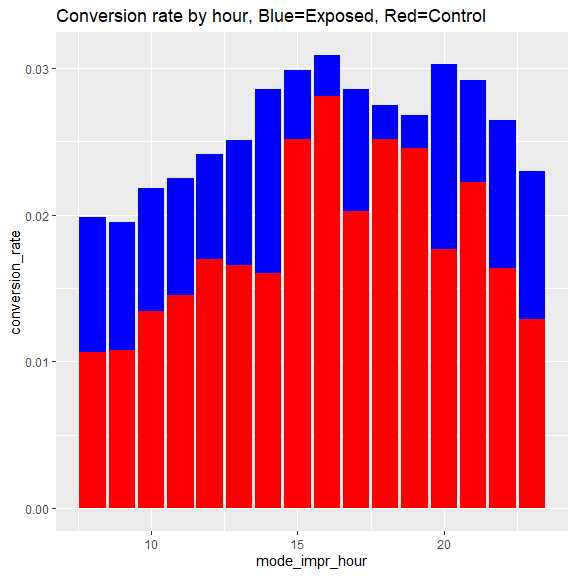 Conversion rate by hour, Blue=Exposed, Red=Control
conversion_rate
0.03
0.02
0.01
0.00
10 15 20
mode_impr_hour